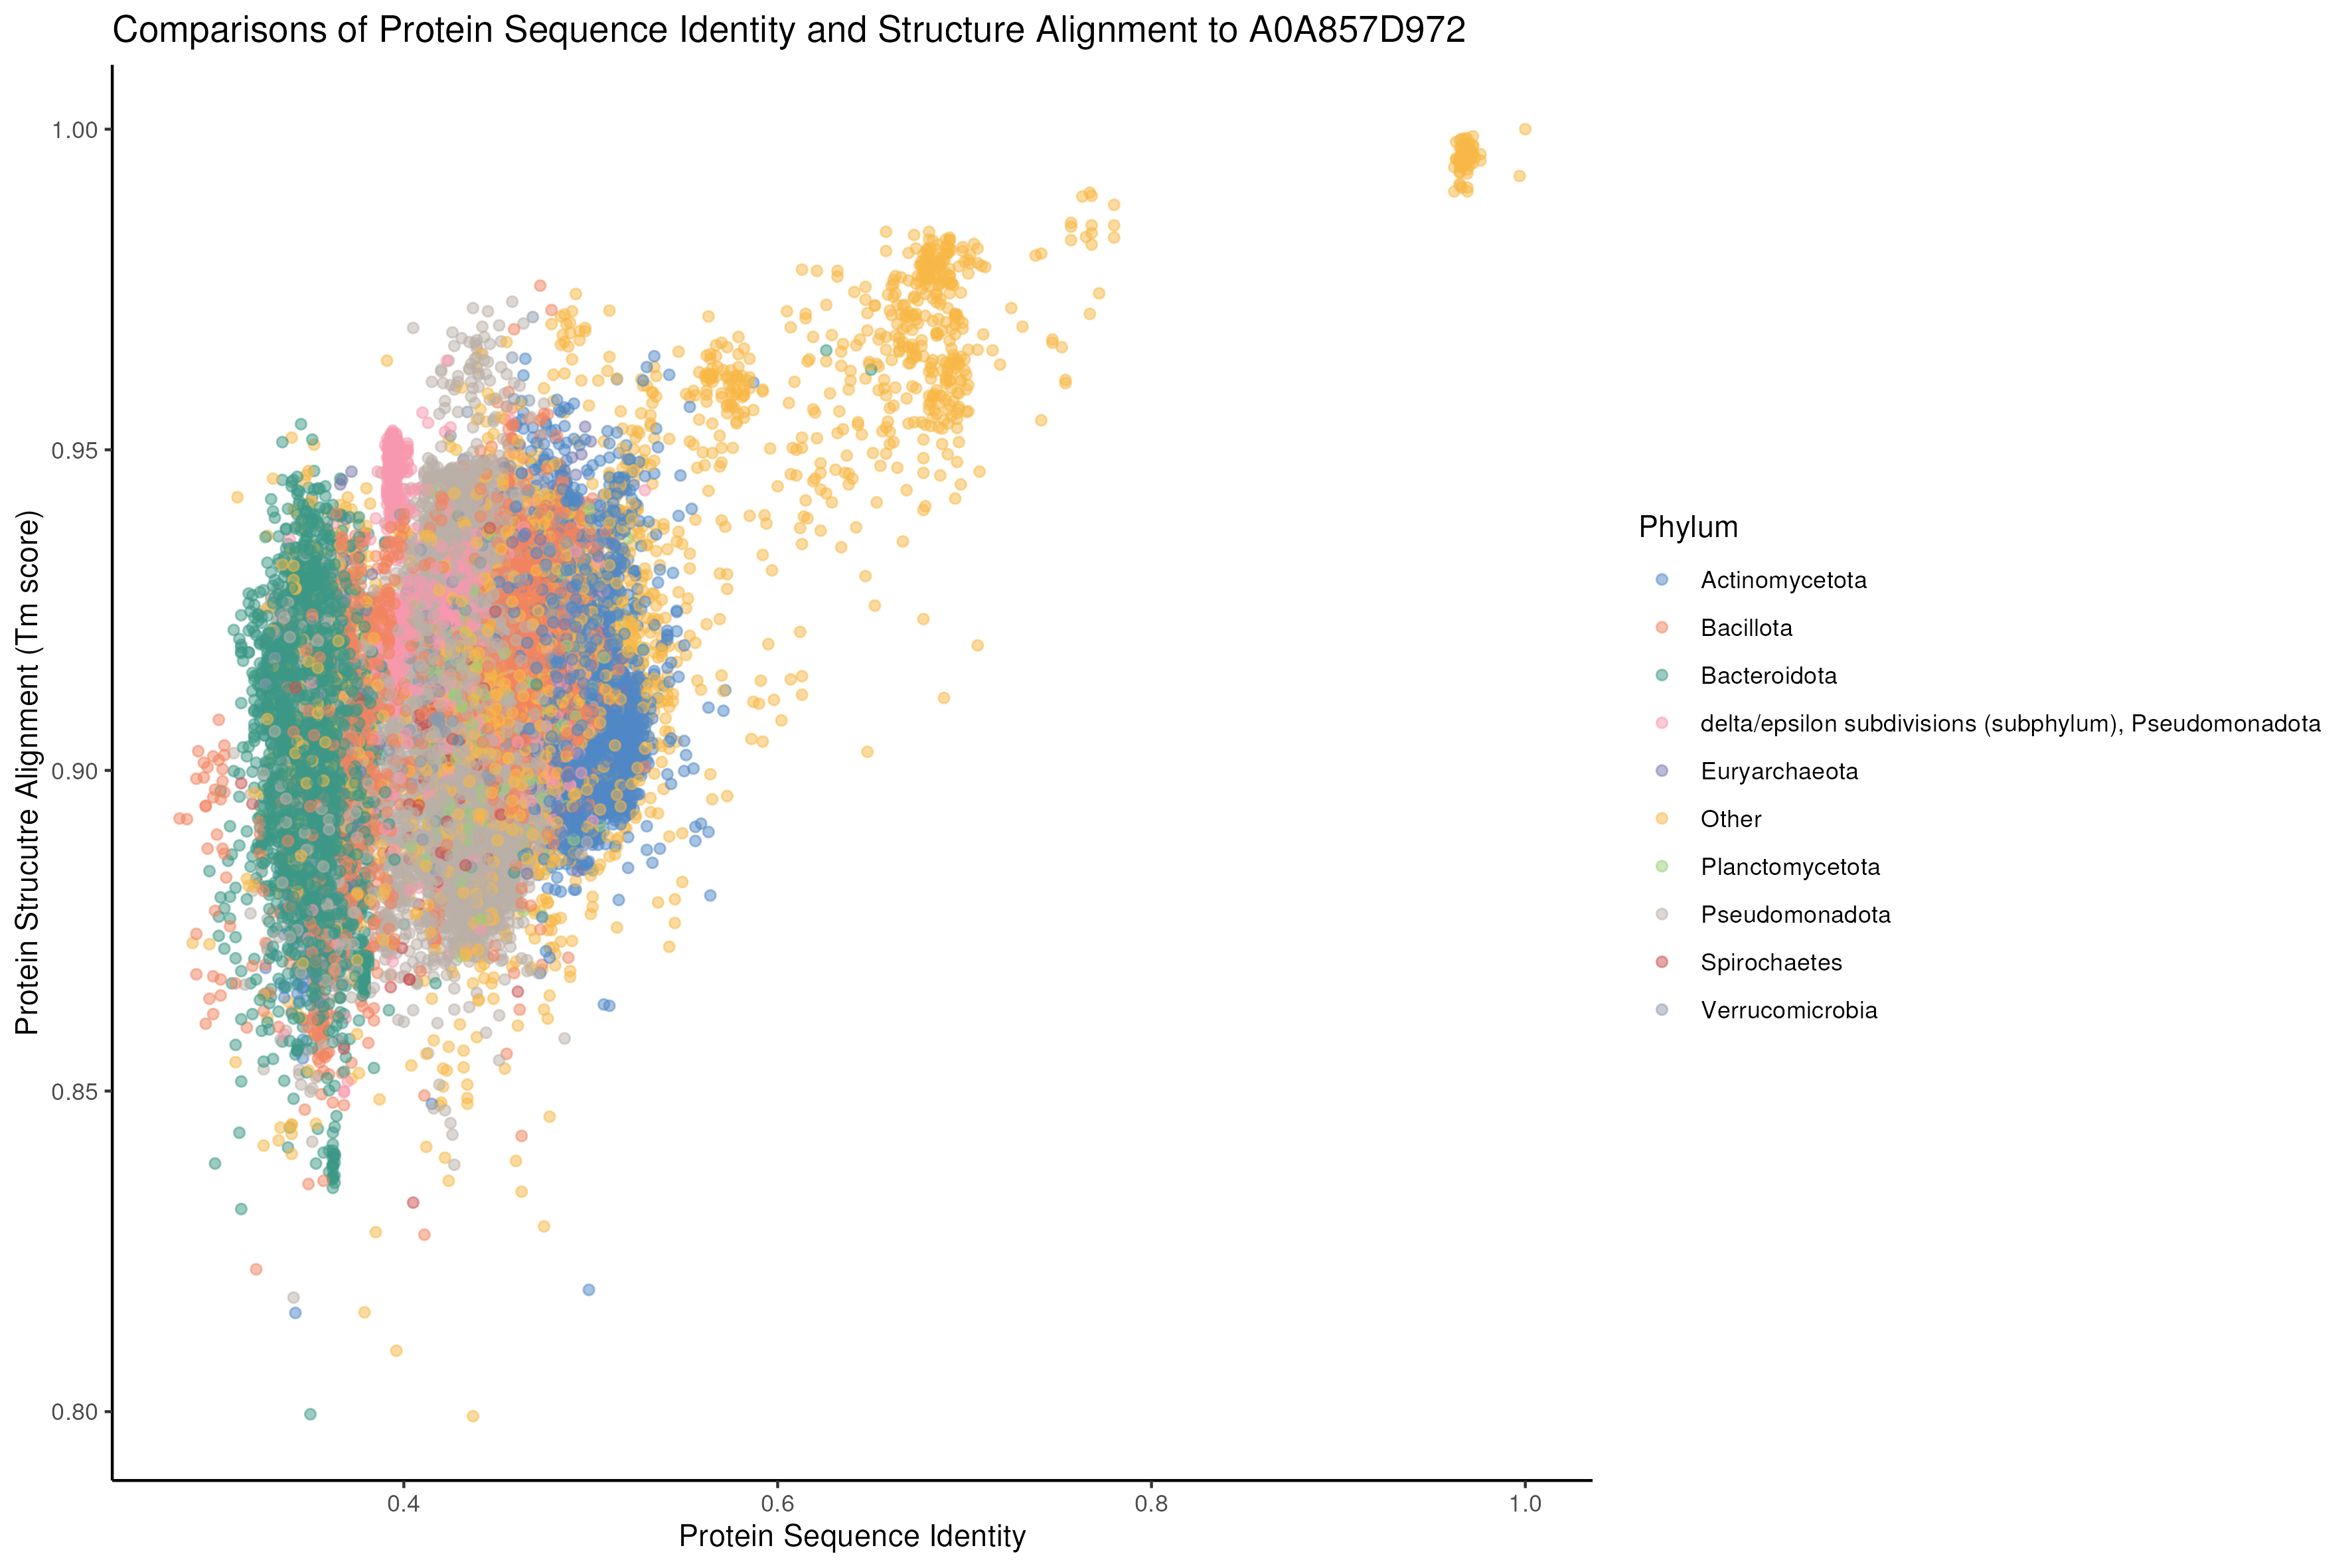 Comparisons of Protein Sequence Identity and Structure Alignment to A0A857D972
1.00
0.95
0.90
0.85
0.80
Protein Strucutre Alignment (Tm score)
0.4
0.6
0.8
1.0
Protein Sequence Identity
Phylum
Actinomycetota
Bacillota
Bacteroidota
delta/epsilon subdivisions (subphylum), Pseudomonadota
Euryarchaeota
Other
Planctomycetota
Pseudomonadota
Spirochaetes
Verrucomicrobia